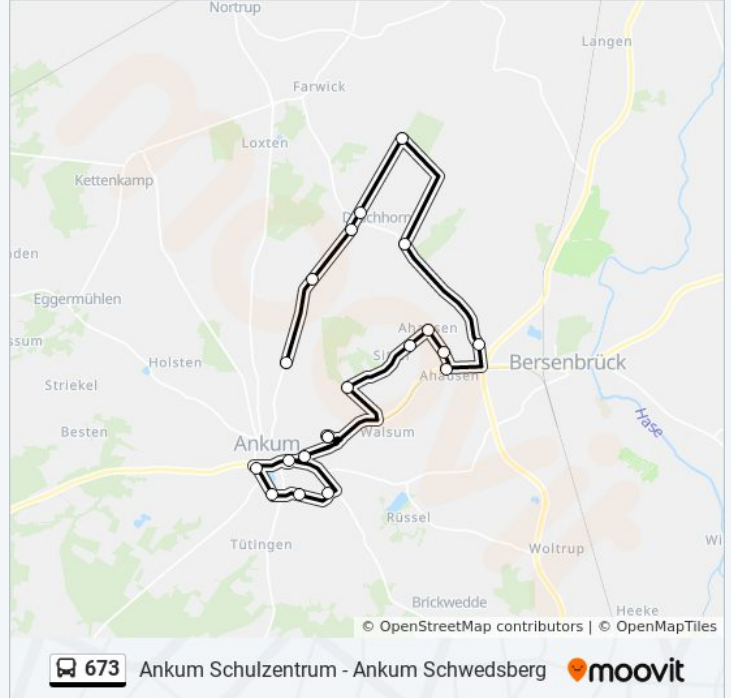 Nortrup
Langen
Farwick
Loxten
Kettenkamp
Druchhorn
Eggermühlen
Ahausen
Bersenbrück
Holsten
Ahausen
Striekel
Besten
Ankum
Walsum
Hase
Rüssel
Tütingen
Woltrup
Brickwedde
Heeke
© OpenStreetMap contributors | © OpenMapTiles
673 Ankum Schulzentrum - Ankum Schwedsberg moovit